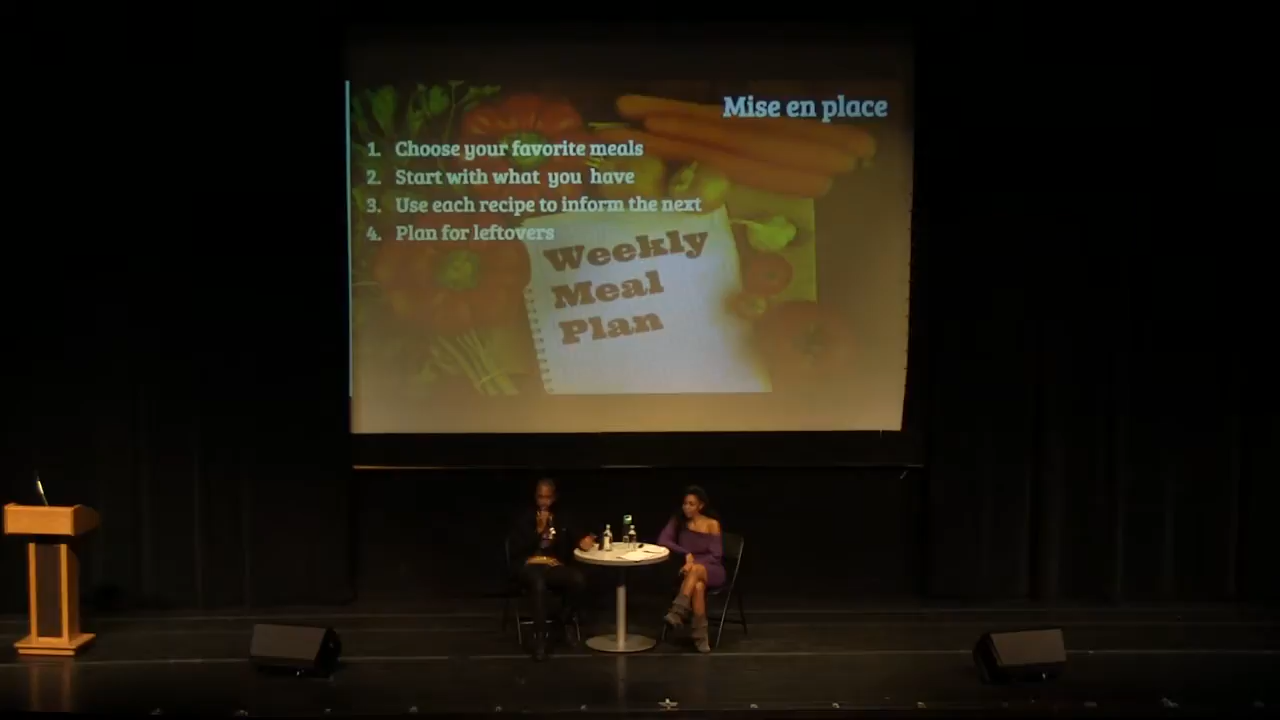 Mise en place
1. Choose your favorite meals
2. Start with what you have
3. Use each recipe to inform the next
4. Plan for leftovers
Weekly
Meal
Plan